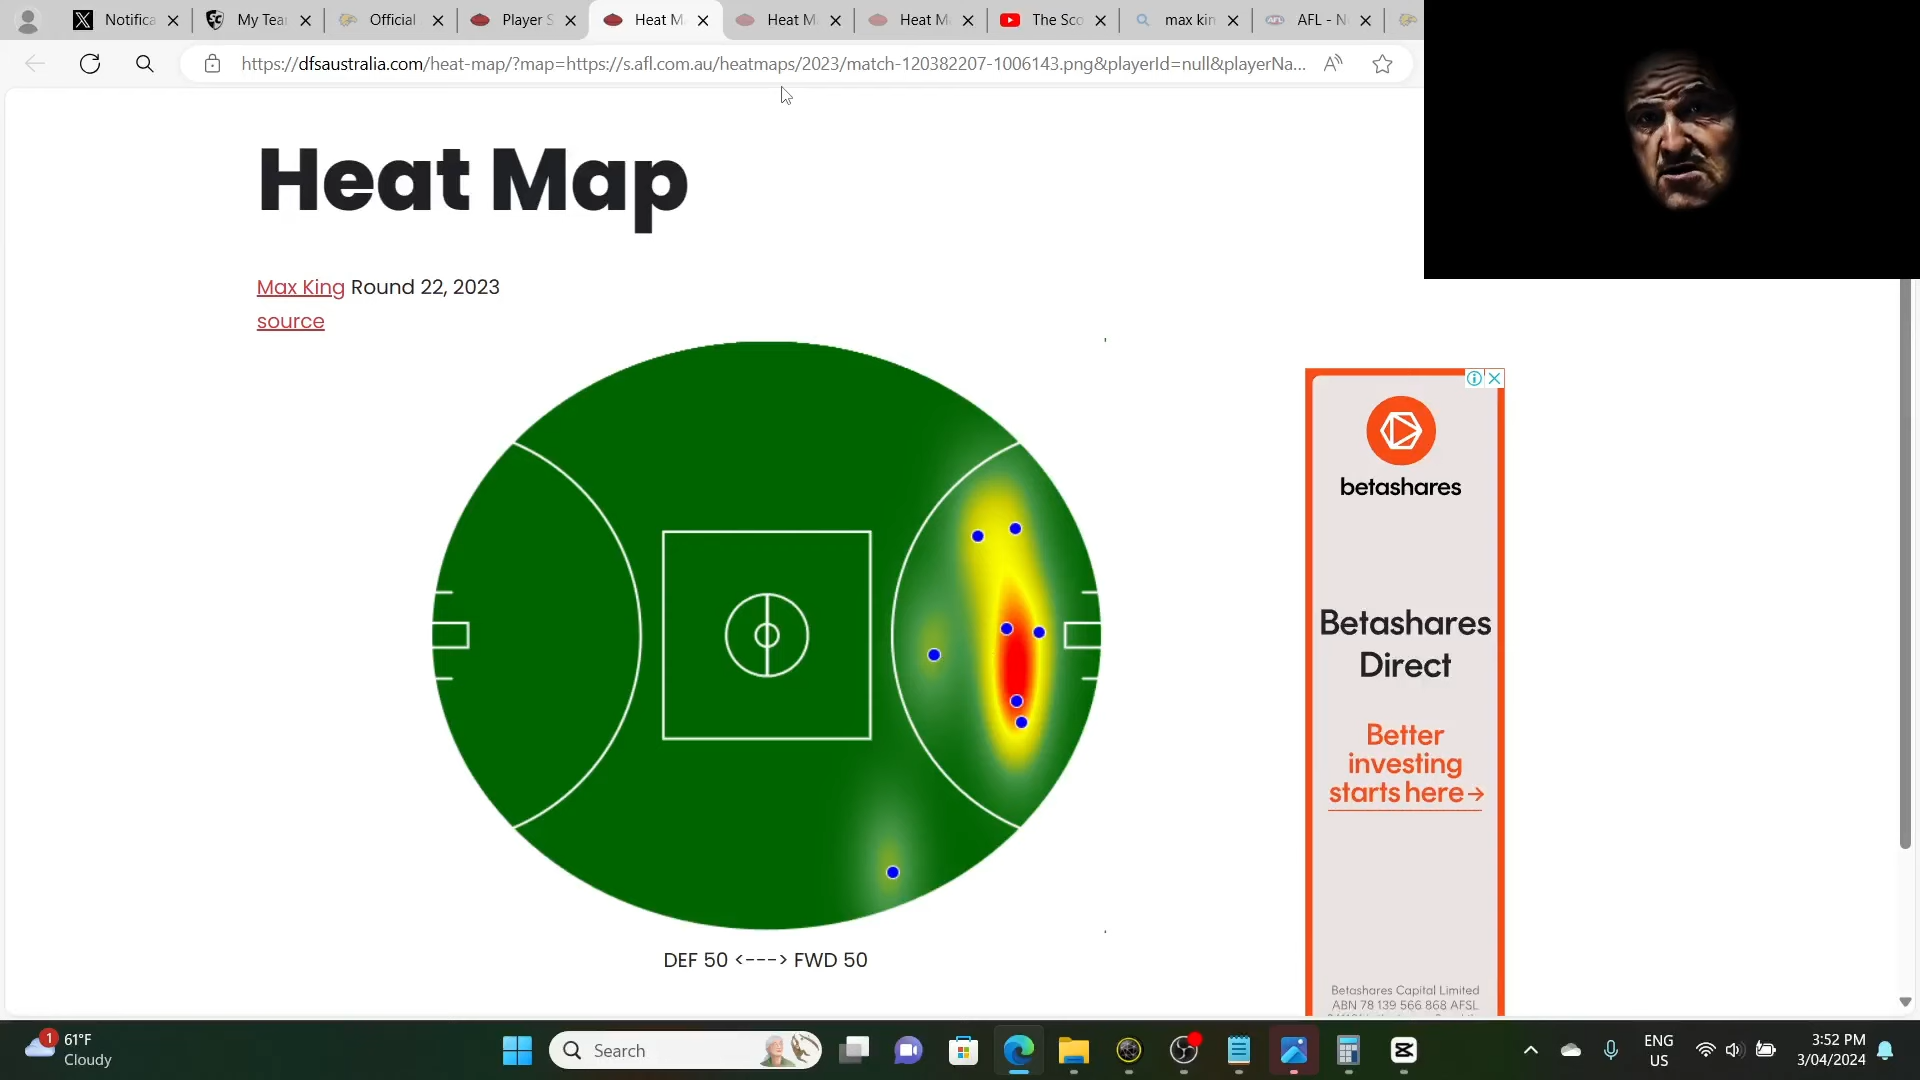 Notifica
My Tea
Official
Player S
Heat M
Heat M
Heat M
The Sco
max kin
AFL - N
https://dfsaustralia.com/heat-map/?map=https://s.afl.com.au/heatmaps/2023/match-120382207-1006143.png&playerId=null&playerNa...
Heat Map
Max King Round 22, 2023
source
betashares
Betashares
Direct
Better
investing
starts here→
Betashares Capital Limited
ABN 78 139 566 868 AFSL
DEF 50 <---> FWD 50
1
61°F
Cloudy
Search
ENG
US
3:52 PM
3/04/2024